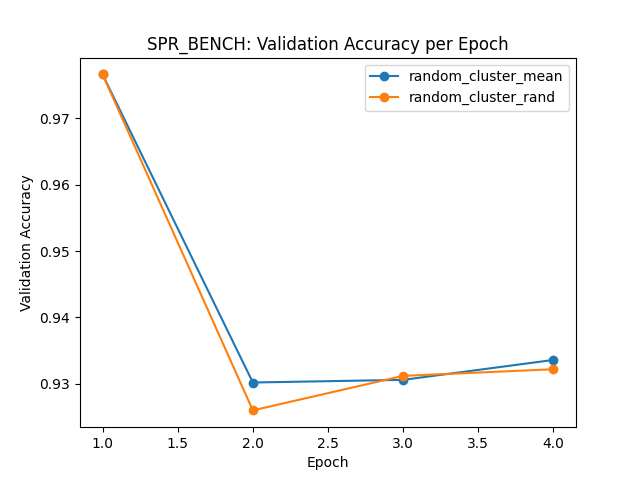 SPR_BENCH: Validation Accuracy per Epoch
random_cluster_mean
random_cluster_rand
Validation Accuracy
0.97
0.96
0.95
0.94
0.93
1.0 1.5 2.0 2.5 3.0 3.5 4.0
Epoch